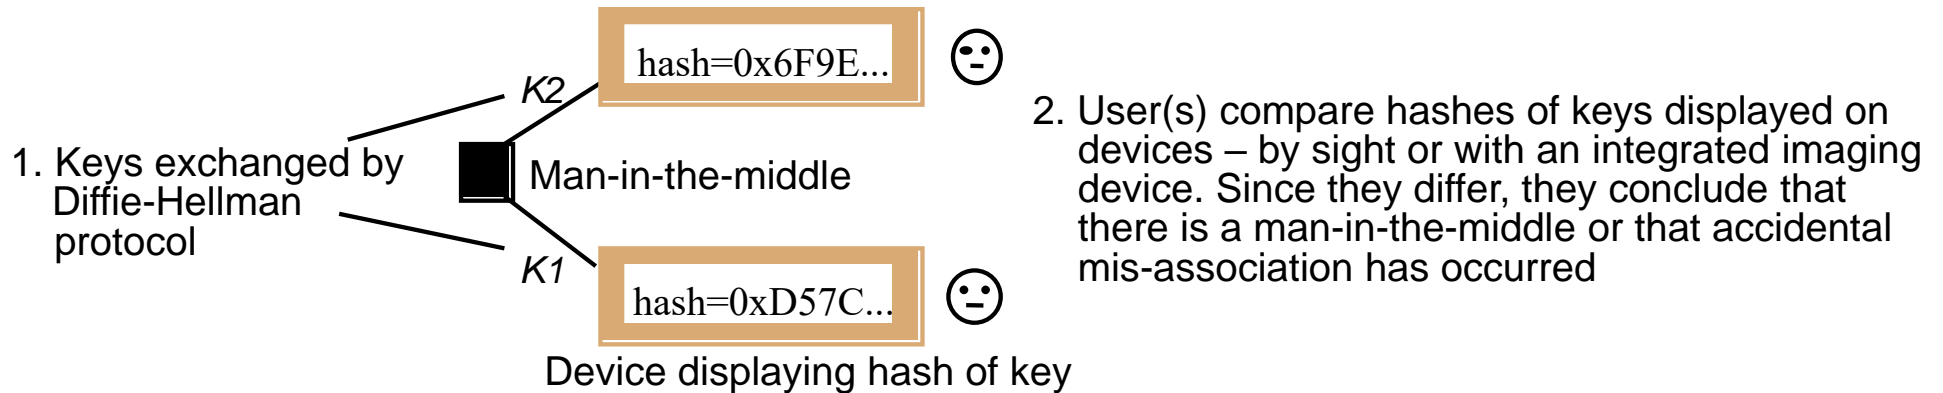 hash=0x6F9E...
K2
1. Keys exchanged by
Diffie-Hellman
protocol
Man-in-the-middle
K1
hash=0xD57C...
Device displaying hash of key
2. User(s) compare hashes of keys displayed on
devices – by sight or with an integrated imaging
device. Since they differ, they conclude that
there is a man-in-the-middle or that accidental
mis-association has occurred